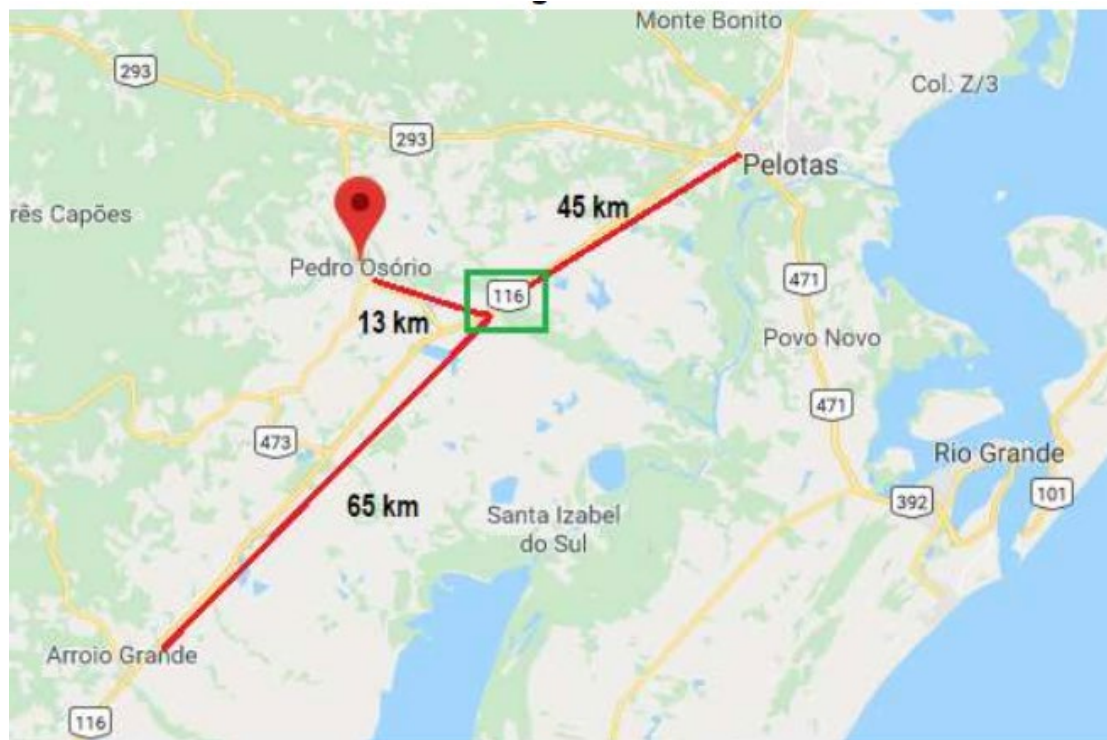 Monte Bonito
293
Col. Z/3
293
Pelotas
45 km
rês Capões
Pedro Osório
116
471
13 km
Povo Novo
471
473
Rio Grande
65 km
392
101
Santa Izabel
do Sul
Arroio Grande
116